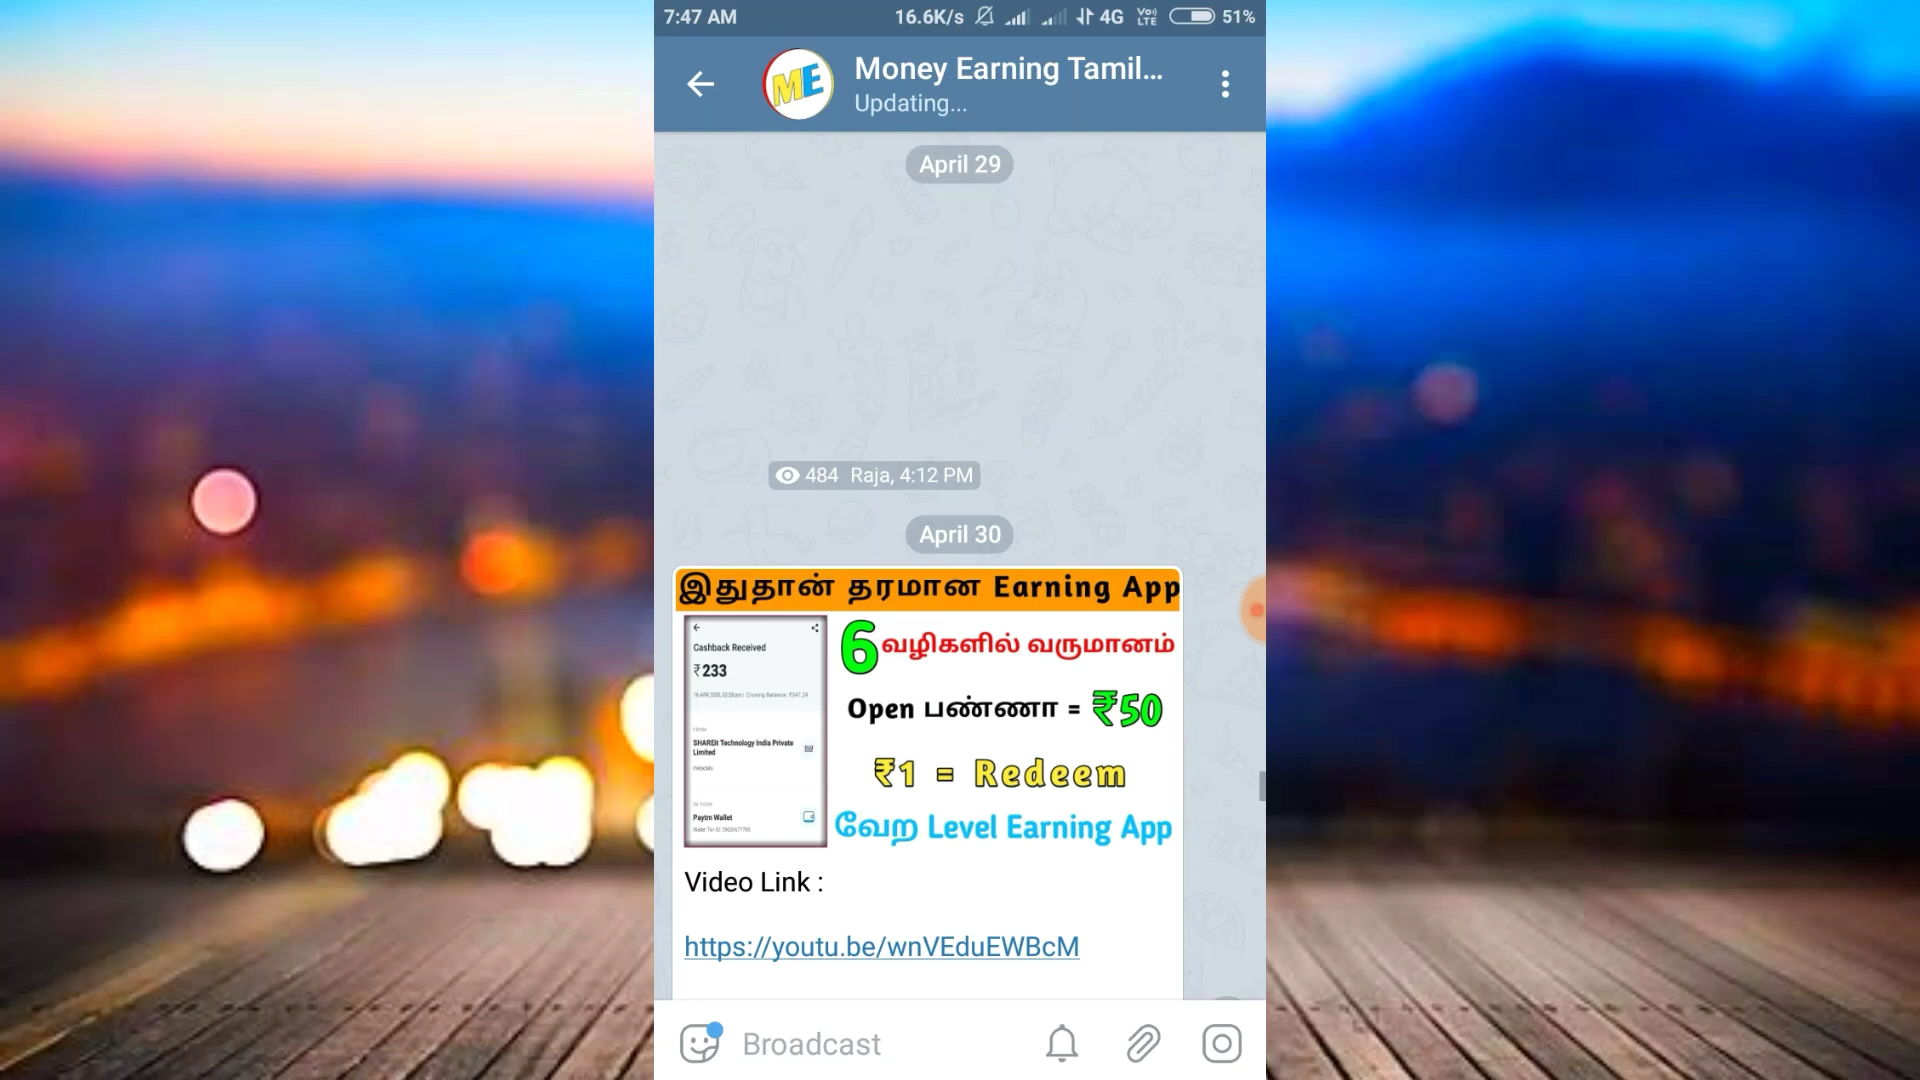 7:47 AM
16.6K/s 4G Vo)) LTE 51%
ME
Money Earning Tamil...
Updating...
April 29
484 Raja, 4:12 PM
April 30
இதுதான் தரமான Earning App
Cashback Received
₹233
SHAREit Technology India Private
Limited
Paytm Wallet
6 வழிகளில் வருமானம்
Open பண்ணா = ₹50
₹1 = Redeem
வேற Level Earning App
Video Link :
https://youtu.be/wnVEduEWBcM
Broadcast